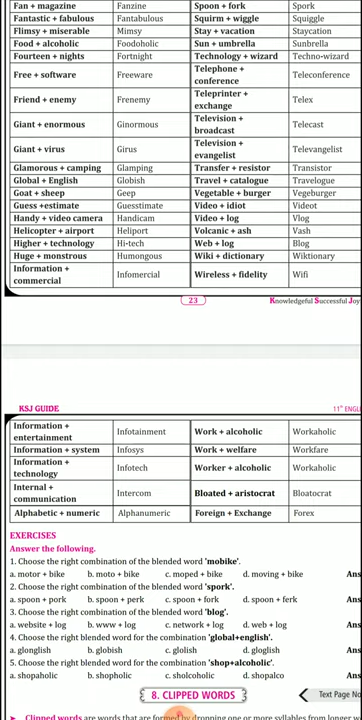 Fan + magazine Fanzine Spoon + fork Spork
Fantastic + fabulous Fantabulous Squirm + wiggle Squiggle
Flimsy + miserable Mimsy Stay + vacation Staycation
Food + alcoholic Foodoholic Sun + umbrella Sunbrella
Fourteen + nights Fortnight Technology + wizard Techno-wizard
Free + software Freeware Telephone + conference Teleconference
Friend + enemy Frenemy Teleprinter + exchange Telex
Giant + enormous Ginormous Television + broadcast Telecast
Giant + virus Girus Television + evangelist Televangelist
Glamorous + camping Glamping Transfer + resistor Transistor
Global + English Globish Travel + catalogue Travelogue
Goat + sheep Geep Vegetable + burger Vegeburger
Guess +estimate Guesstimate Video + idiot Videot
Handy + video camera Handicam Video + log Vlog
Helicopter + airport Heliport Volcanic + ash Vash
Higher + technology Hi-tech Web + log Blog
Huge + monstrous Humongous Wiki + dictionary Wiktionary
Information + commercial Infomercial Wireless + fidelity Wifi
23 Knowledgeful Successful Joy
KSJ GUIDE 11th ENGLI
Information + entertainment Infotainment Work + alcoholic Workaholic
Information + system Infosys Work + welfare Workfare
Information + technology Infotech Worker + alcoholic Workaholic
Internal + communication Intercom Bloated + aristocrat Bloatocrat
Alphabetic + numeric Alphanumeric Foreign + Exchange Forex
EXERCISES
Answer the following.
1. Choose the right combination of the blended word 'mobike'.
a. motor + bike b. moto + bike c. moped + bike d. moving + bike Ans
2. Choose the right combination of the blended word 'spork'.
a. spoon + pork b. spoon + perk c. spoon + fork d. spoon + ferk Ans
3. Choose the right combination of the blended word 'blog'.
a. website + log b. www + log c. network + log d. web + log Ans
4. Choose the right blended word for the combination 'global+english'.
a. glonglish b. globish c. glolish d. gloglish Ans
5. Choose the right blended word for the combination 'shop+alcoholic'.
a. shopaholic b. shopholic c. sholcoholic d. shopalco Ans
8. CLIPPED WORDS Text Page No
➤ Clipped words are words that are formed by dropping one or more syllables from longer